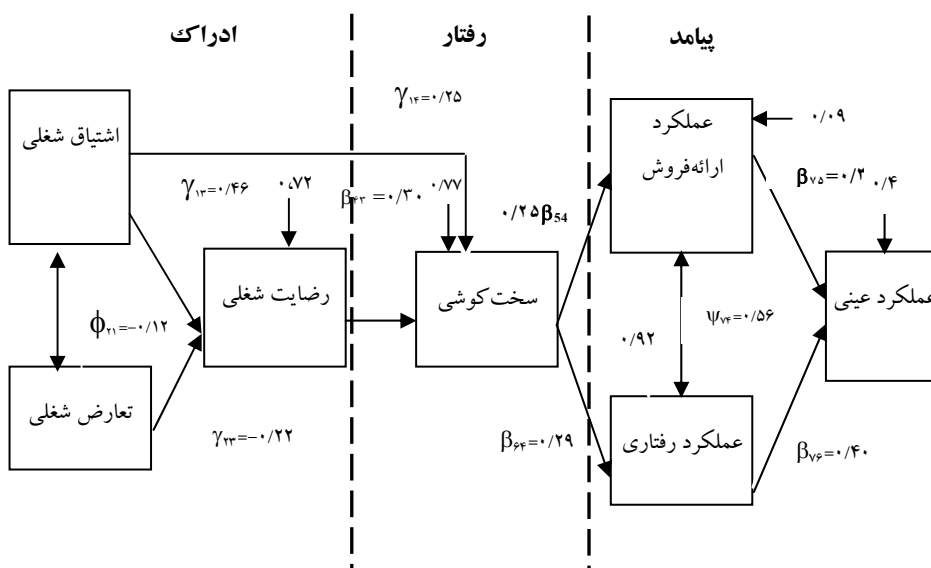 ادراک
رفتار
پیامد
γ۱۴=۰/۲۵
اشتیاق شغلی
عملکرد
ارائه‌فروش
۰/۰۹
γ۱۳=۰/۴۶
۰،۷۲
β۴۳ =۰/۳۰
۰/۷۷
β۷۵=۰/۲
۰/۴
۰/۲۵β54
رضایت شغلی
سخت‌کوشی
عملکرد عینی
ϕ۲۱=-۰/۱۲
۰/۹۲
ψ۷۴=۰/۵۶
تعارض شغلی
γ۲۳=-۰/۲۲
β۶۴=۰/۲۹
عملکرد رفتاری
β۷۶=۰/۴۰